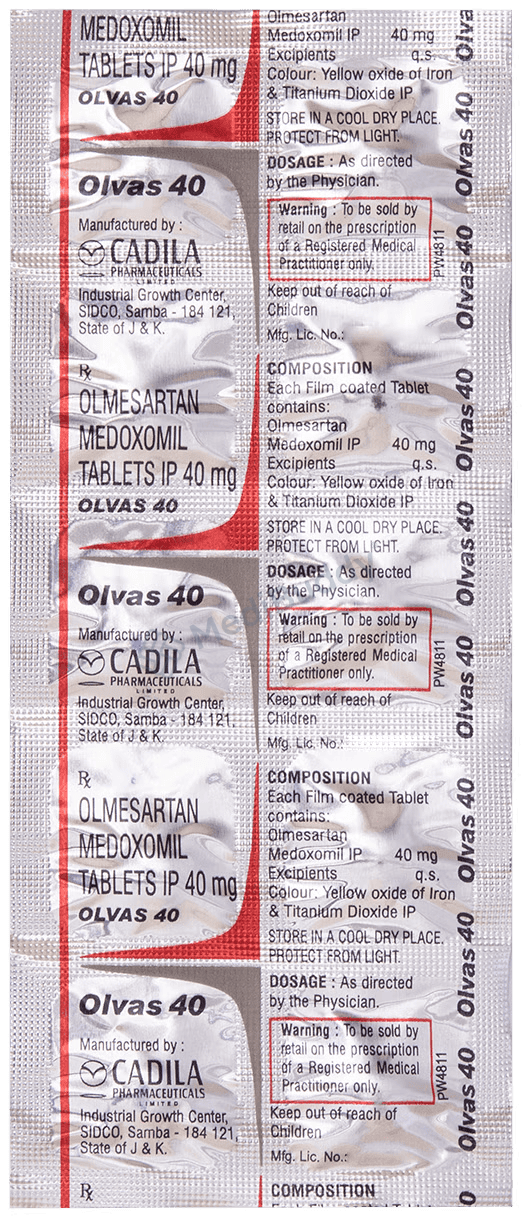 MEDOXOMIL
TABLETS IP 40 mg
OLVAS 40
Olvas 40
Manufactured by :
CADILA
PHARMACEUTICALS
LIMITED
Industrial Growth Center,
SIDCO, Samba - 184 121,
State of J & K.
Rx
OLMESARTAN
MEDOXOMIL
TABLETS IP 40 mg
OLVAS 40
Olvas 40
Manufactured by :
CADILA
PHARMACEUTICALS
LIMITED
Industrial Growth Center,
SIDCO, Samba - 184 121,
State of J & K.
Rx
OLMESARTAN
MEDOXOMIL
TABLETS IP 40 mg
OLVAS 40
Olvas 40
Manufactured by :
CADILA
PHARMACEUTICALS
LIMITED
Industrial Growth Center,
SIDCO, Samba - 184 121,
State of J & K.
Rx
Olmesartan
Medoxomil IP 40 mg
Excipients q.s.
Colour: Yellow oxide of Iron
& Titanium Dioxide IP
STORE IN A COOL DRY PLACE.
PROTECT FROM LIGHT.
DOSAGE : As directed
by the Physician.
Warning : To be sold by
retail on the prescription
of a Registered Medical
Practitioner only.
PW4811
Keep out of reach of
Children
Mfg. Lic. No.:
COMPOSITION
Each Film coated Tablet
contains:
Olmesartan
Medoxomil IP 40 mg
Excipients q.s.
Colour: Yellow oxide of Iron
& Titanium Dioxide IP
STORE IN A COOL DRY PLACE.
PROTECT FROM LIGHT.
DOSAGE : As directed
by the Physician.
Warning : To be sold by
retail on the prescription
of a Registered Medical
Practitioner only.
PW4811
Keep out of reach of
Children
Mfg. Lic. No.:
COMPOSITION
Each Film coated Tablet
contains:
Olmesartan
Medoxomil IP 40 mg
Excipients q.s.
Colour: Yellow oxide of Iron
& Titanium Dioxide IP
STORE IN A COOL DRY PLACE.
PROTECT FROM LIGHT.
DOSAGE : As directed
by the Physician.
Warning : To be sold by
retail on the prescription
of a Registered Medical
Practitioner only.
PW4811
Keep out of reach of
Children
Mfg. Lic. No.:
COMPOSITION
Olva
Olvas 40
Olvas 40
Olvas 40
Olvas 40
Olvas 40
Olvas 40
Olvas 40
Olvas 40